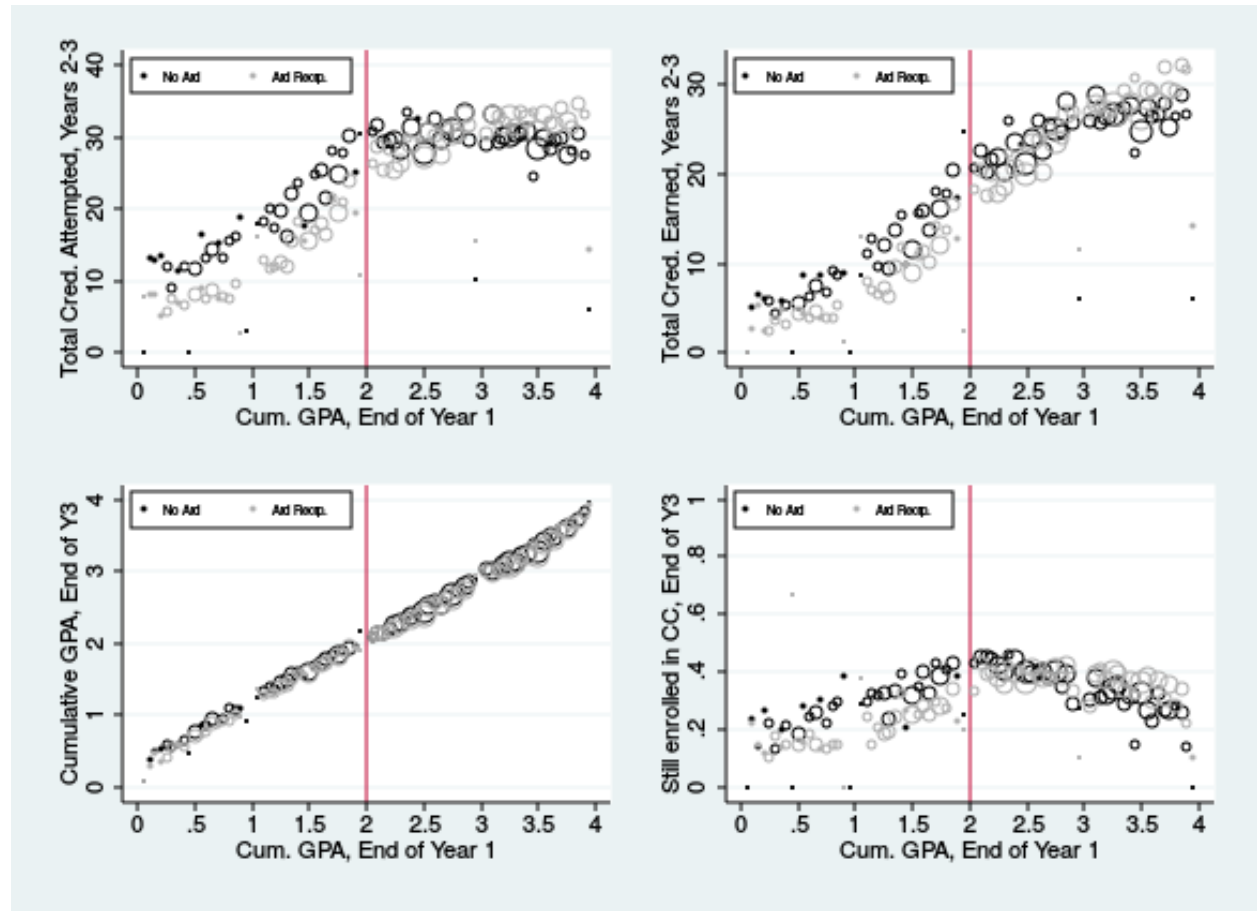 Total Cred. Attempted, Years 2-3
40
30
20
10
0
No Aid
Aid Recip.
0 .5 1 1.5 2 2.5 3 3.5 4
Cum. GPA, End of Year 1
Total Cred. Earned, Years 2-3
30
20
10
0
No Aid
Aid Recip.
0 .5 1 1.5 2 2.5 3 3.5 4
Cum. GPA, End of Year 1
Cumulative GPA, End of Y3
4
3
2
1
0
No Aid
Aid Recip.
0 .5 1 1.5 2 2.5 3 3.5 4
Cum. GPA, End of Year 1
Still enrolled in CC, End of Y3
1
.8
.6
.4
.2
0
No Aid
Aid Recip.
0 .5 1 1.5 2 2.5 3 3.5 4
Cum. GPA, End of Year 1